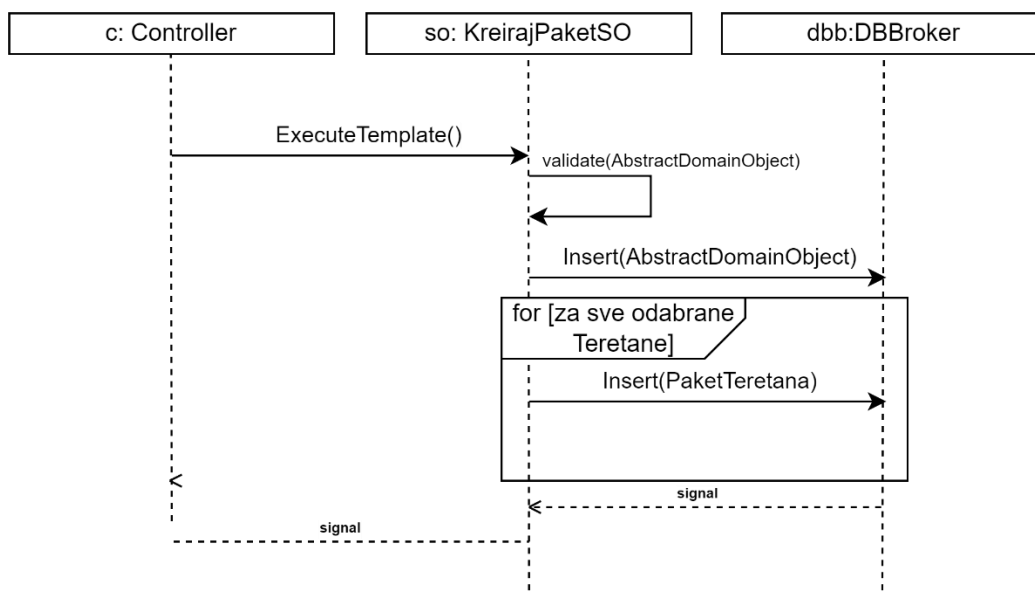 c: Controller
so: KreirajPaketSO
dbb:DBBroker
ExecuteTemplate()
validate(AbstractDomainObject)
Insert(AbstractDomainObject)
for [za sve odabrane
Teretane]
Insert(PaketTeretana)
signal
signal